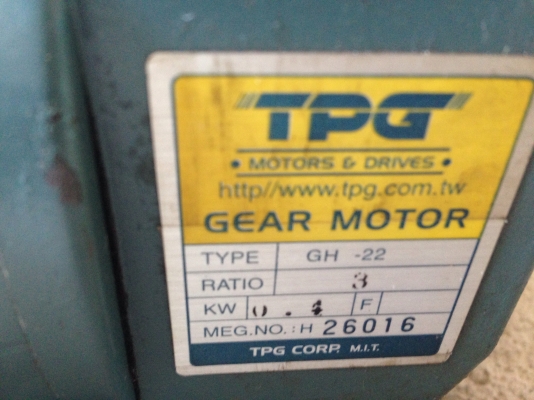 TPG
• MOTORS & DRIVES •
http//www.tpg.com.tw
GEAR MOTOR
TYPE GH -22
RATIO 3
KW 0.4 F
MEG.NO.:H 26016
TPG CORP. M.I.T.